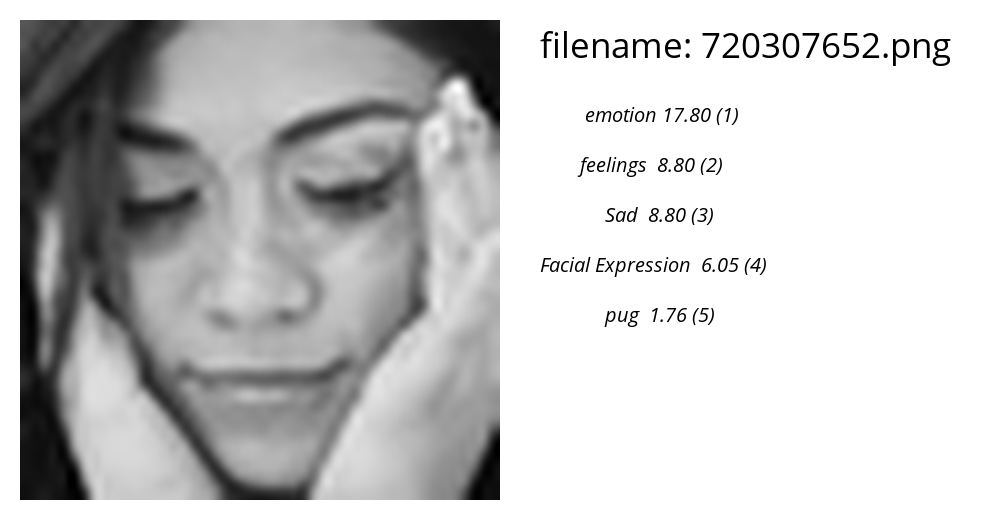 filename: 720307652.png
emotion 17.80 (1)
feelings 8.80 (2)
Sad 8.80 (3)
Facial Expression 6.05 (4)
pug 1.76 (5)